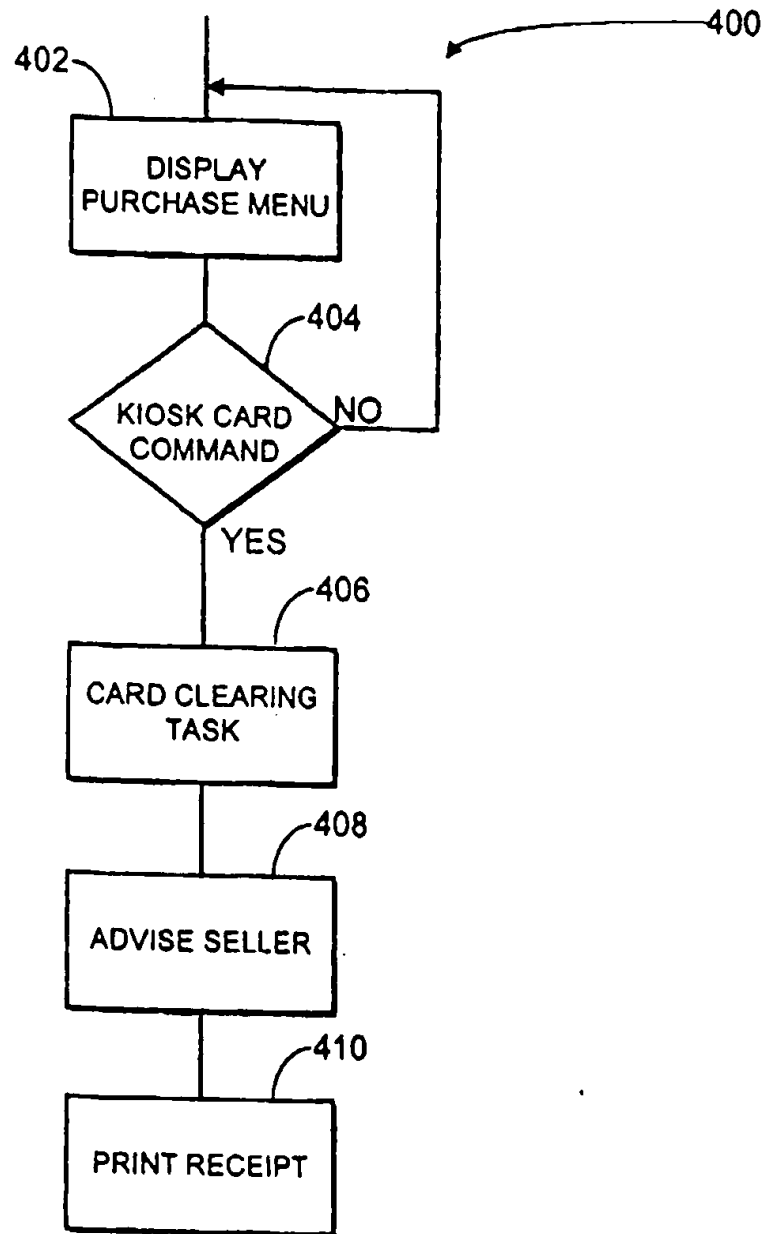 400
402
DISPLAY
PURCHASE MENU
404
KIOSK CARD
COMMAND
NO
YES
406
CARD CLEARING
TASK
408
ADVISE SELLER
410
PRINT RECEIPT